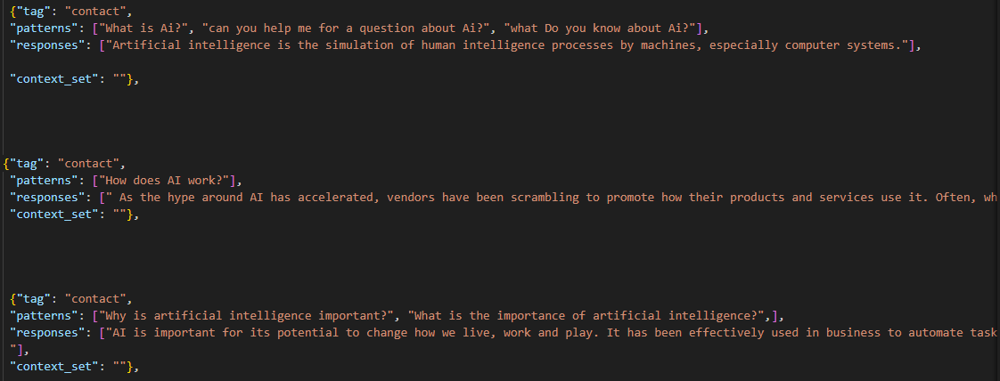 {"tag": "contact",
"patterns": ["What is Ai?", "can you help me for a question about Ai?", "what Do you know about Ai?"],
"responses": ["Artificial intelligence is the simulation of human intelligence processes by machines, especially computer systems."],
"context_set": ""},
{"tag": "contact",
"patterns": ["How does AI work?"],
"responses": [" As the hype around AI has accelerated, vendors have been scrambling to promote how their products and services use it. Often, wh
"context_set": ""},
{"tag": "contact",
"patterns": ["Why is artificial intelligence important?", "What is the importance of artificial intelligence?",],
"responses": ["AI is important for its potential to change how we live, work and play. It has been effectively used in business to automate task
"],
"context_set": ""},